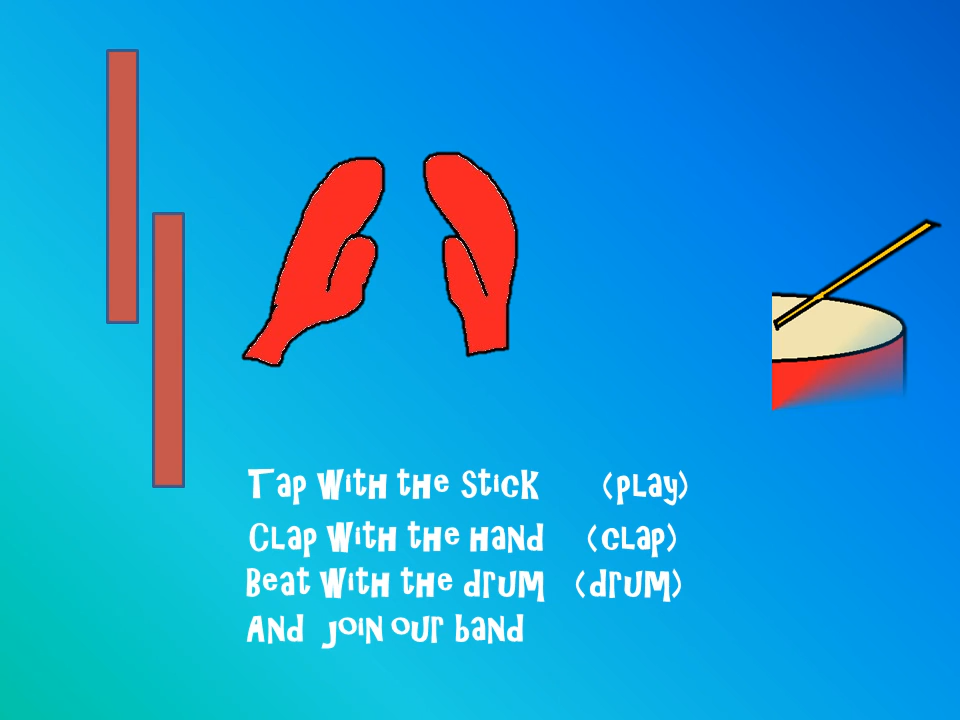 Tap with the stick (play)
Clap with the hand (clap)
Beat with the drum (drum)
And join our band